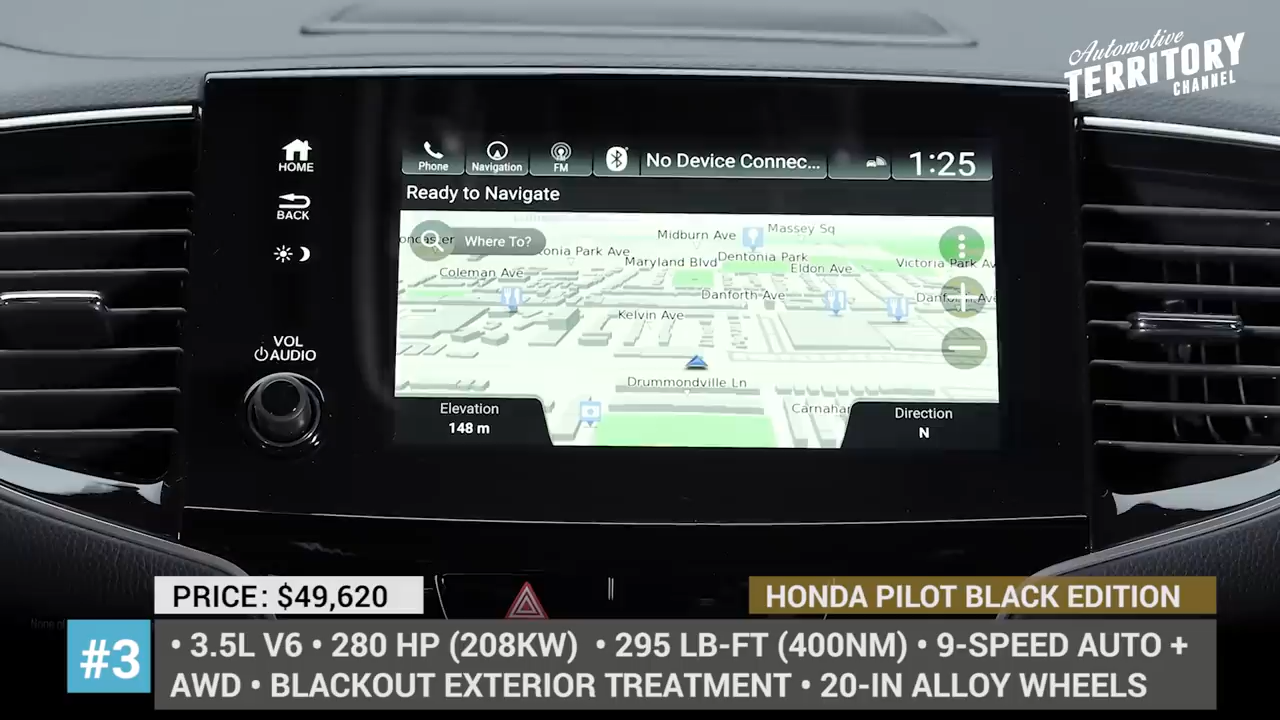 Automotive
TERRITORY
CHANNEL
HOME
BACK
VOL
AUDIO
Phone
Navigation
FM
No Device Connec...
1:25
Ready to Navigate
Where To?
Midburn Ave
Massey Sq
tonia Park Ave
Maryland Blvd
Dentonia Park
Eldon Ave
Victoria Park Av
Coleman Ave
Danforth Ave
Danforth Ave
Kelvin Ave
Drummondville Ln
Carnahan
Elevation
148 m
Direction
N
PRICE: $49,620
HONDA PILOT BLACK EDITION
#3
• 3.5L V6 • 280 HP (208KW) • 295 LB-FT (400NM) • 9-SPEED AUTO +
AWD • BLACKOUT EXTERIOR TREATMENT • 20-IN ALLOY WHEELS